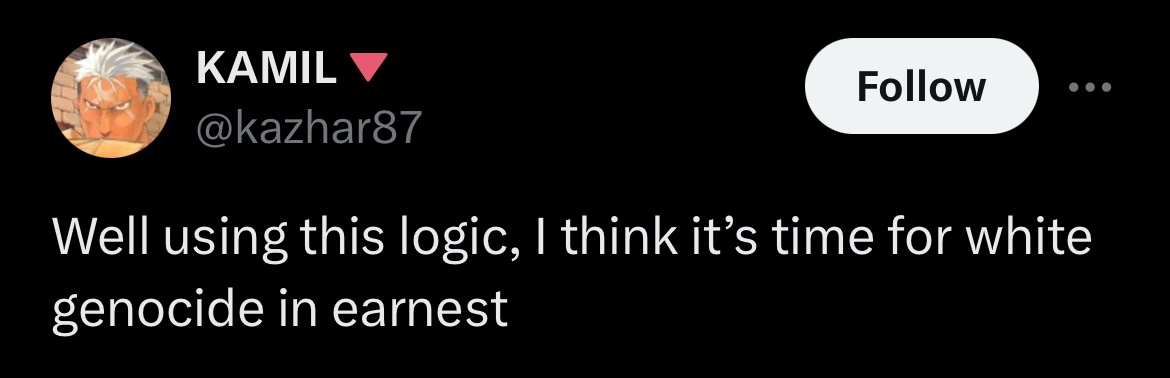 KAMIL🔻
@kazhar87
Follow
Well using this logic, I think it’s time for white
genocide in earnest